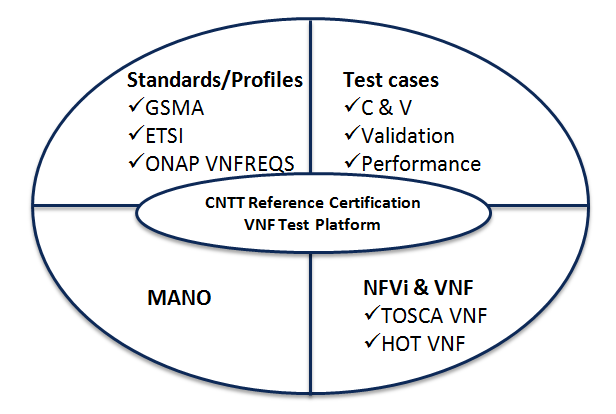 Standards/Profiles
✓GSMA
✓ETSI
✓ONAP VNFREQS
Test cases
✓C & V
✓Validation
✓Performance
CNTT Reference Certification
VNF Test Platform
MANO
NFVi & VNF
✓TOSCA VNF
✓HOT VNF